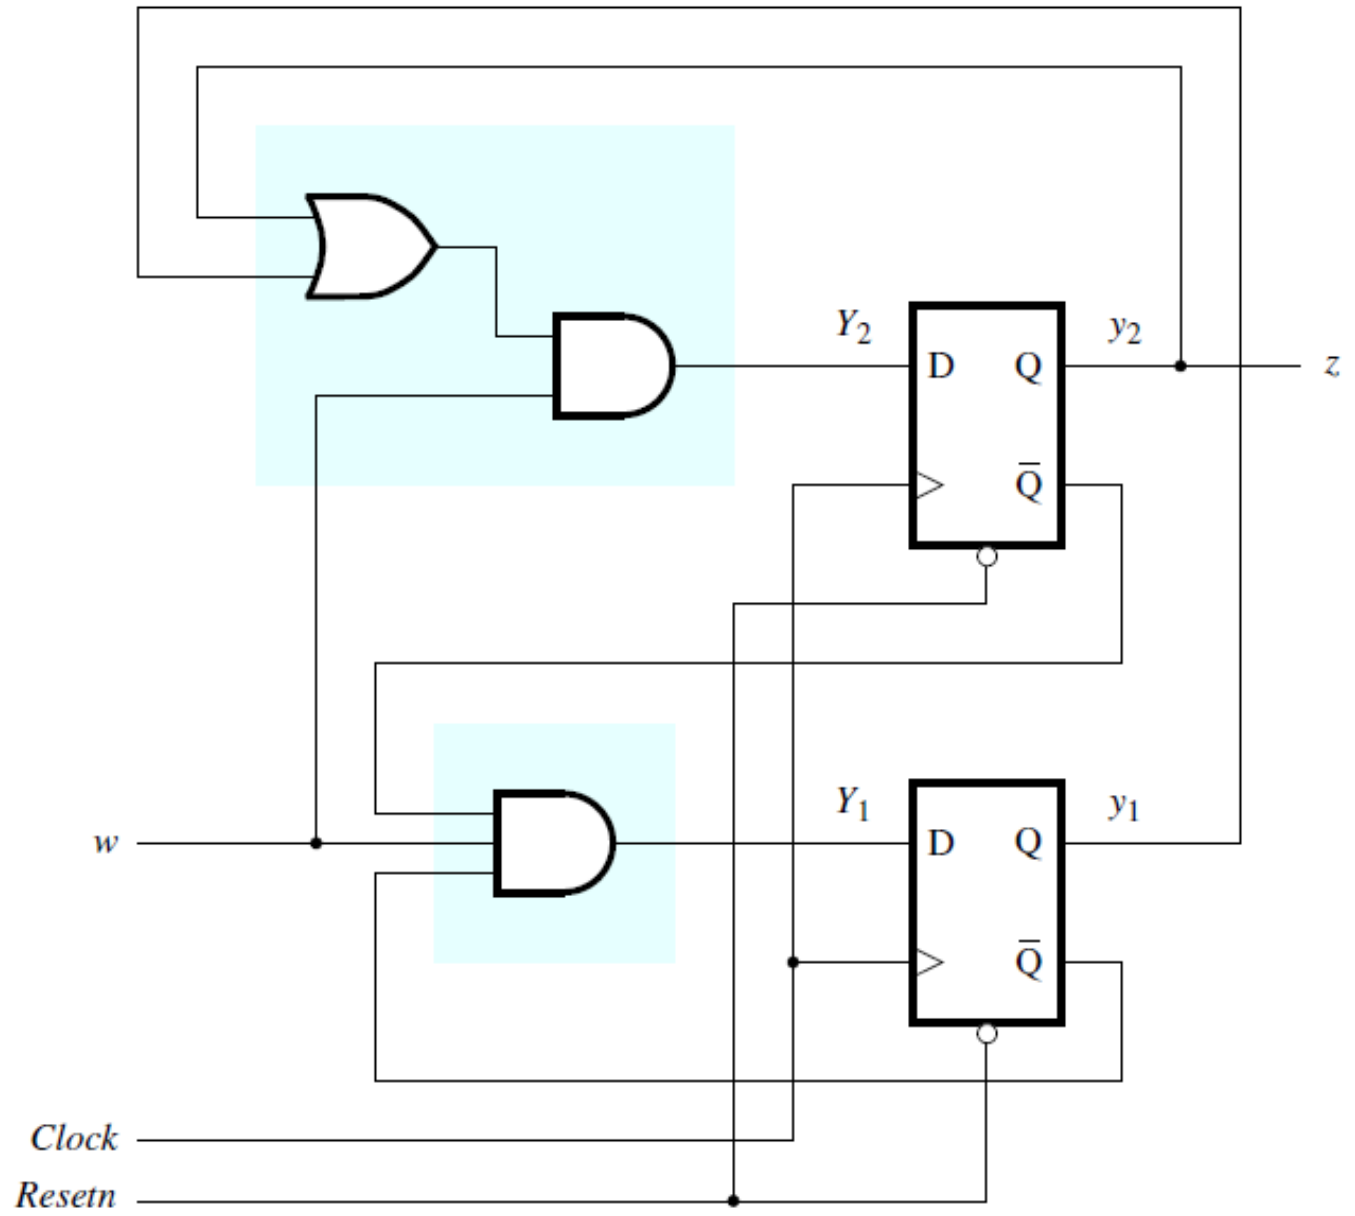 Y₂ y₂
D Q z
Q̅
Y₁ y₁
w D Q
Q̅
Clock
Resetn